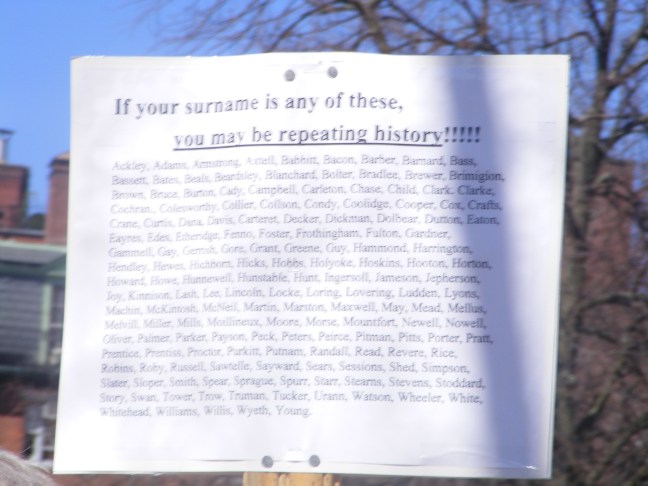 If your surname is any of these,
you may be repeating history!!!!!
Ackley, Adams, Armstrong, Axtell, Babbitt, Bacon, Barber, Barnard, Bass,
Bassett, Bates, Beals, Beardsley, Blanchard, Bolter, Bradlee, Brewer, Brimigion,
Brown, Bruce, Burton, Cady, Campbell, Carleton, Chase, Child, Clark, Clarke,
Cochran, Colesworthy, Collier, Collson, Condy, Coolidge, Cooper, Cox, Crafts,
Crane, Curtis, Dana, Davis, Carteret, Decker, Dickman, Dolbear, Dutton, Eaton,
Eayres, Edes, Etheridge, Fenno, Foster, Frothingham, Fulton, Gardner,
Gammell, Gay, Gerrish, Gore, Grant, Greene, Guy, Hammond, Harrington,
Hendley, Hewes, Hichborn, Hicks, Hobbs, Holyoke, Hoskins, Hooton, Horton,
Howard, Howe, Hunnewell, Hunstable, Hunt, Ingersoll, Jameson, Jepherson,
Joy, Kinnison, Lash, Lee, Lincoln, Locke, Loring, Lovering, Ludden, Lyons,
Machin, McKintosh, McNeil, Martin, Marston, Maxwell, May, Mead, Mellus,
Melvill, Miller, Mills, Moore, Morse, Mountfort, Newell, Nowell,
Oliver, Palmer, Parker, Payson, Peck, Peters, Peirce, Pitman, Pitts, Porter, Pratt,
Prentice, Prentiss, Proctor, Purkitt, Putnam, Randall, Read, Revere, Rice,
Robins, Roby, Russell, Sawtelle, Sayward, Sears, Sessions, Shed, Simpson,
Slater, Sloper, Smith, Spear, Sprague, Spurr, Starr, Stearns, Stevens, Stoddard,
Story, Swan, Tower, Trow, Truman, Tucker, Urann, Watson, Wheeler, White,
Whitehead, Williams, Willis, Wyeth, Young.